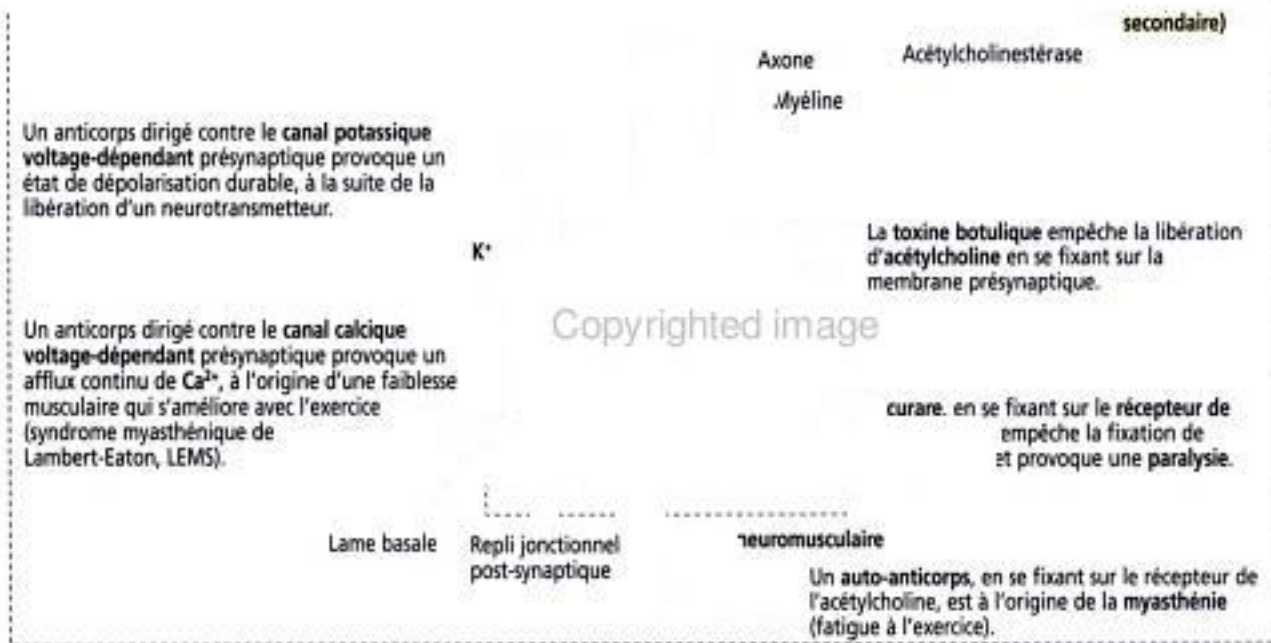 secondaire)
Axone
Acétylcholinestérase
Myéline
Un anticorps dirigé contre le canal potassique
voltage-dépendant présynaptique provoque un
état de dépolarisation durable, à la suite de la
libération d'un neurotransmetteur.
K⁺
La toxine botulique empêche la libération
d'acétylcholine en se fixant sur la
membrane présynaptique.
Copyrighted image
Un anticorps dirigé contre le canal calcique
voltage-dépendant présynaptique provoque un
afflux continu de Ca²⁺, à l'origine d'une faiblesse
musculaire qui s'améliore avec l'exercice
(syndrome myasthénique de
Lambert-Eaton, LEMS).
curare. en se fixant sur le récepteur de
empêche la fixation de
et provoque une paralysie.
Lame basale
Repli jonctionnel
post-synaptique
neuromusculaire
Un auto-anticorps, en se fixant sur le récepteur de
l'acétylcholine, est à l'origine de la myasthénie
(fatigue à l'exercice).